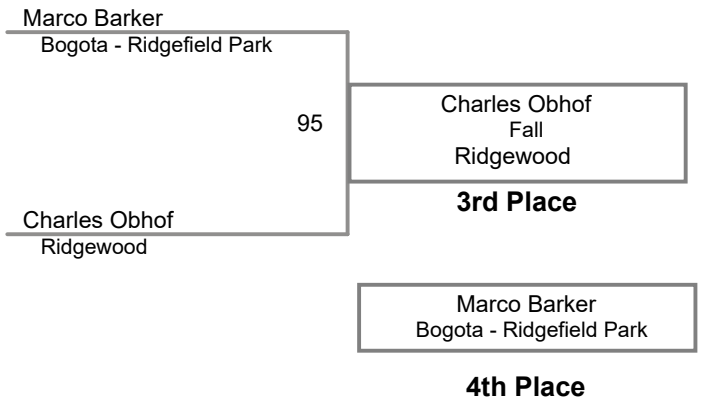 Marco Barker
Bogota - Ridgefield Park
95
Charles Obhof
Fall
Ridgewood
3rd Place
Charles Obhof
Ridgewood
Marco Barker
Bogota - Ridgefield Park
4th Place